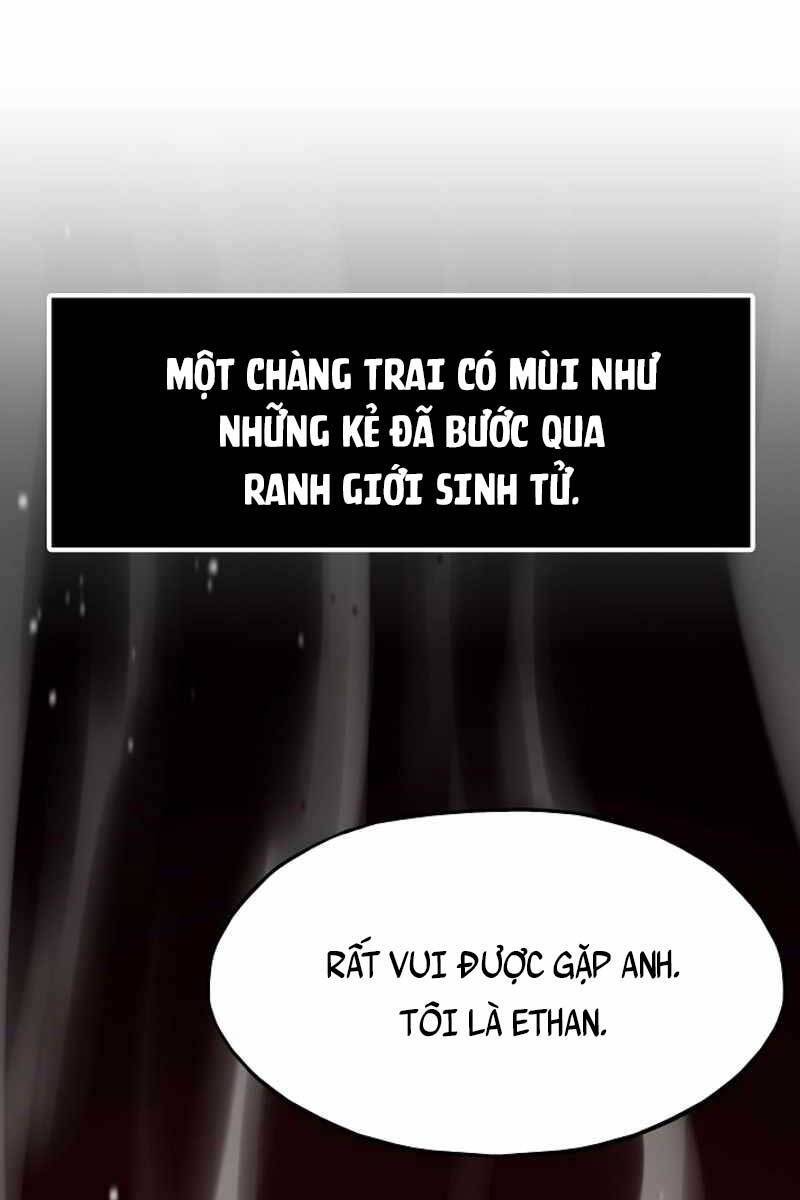 MỘT CHÀNG TRAI CÓ MÙI NHƯ
NHỮNG KẺ ĐÃ BƯỚC QUA
RANH GIỚI SINH TỬ.
RẤT VUI ĐƯỢC GẶP ANH.
TÔI LÀ ETHAN.